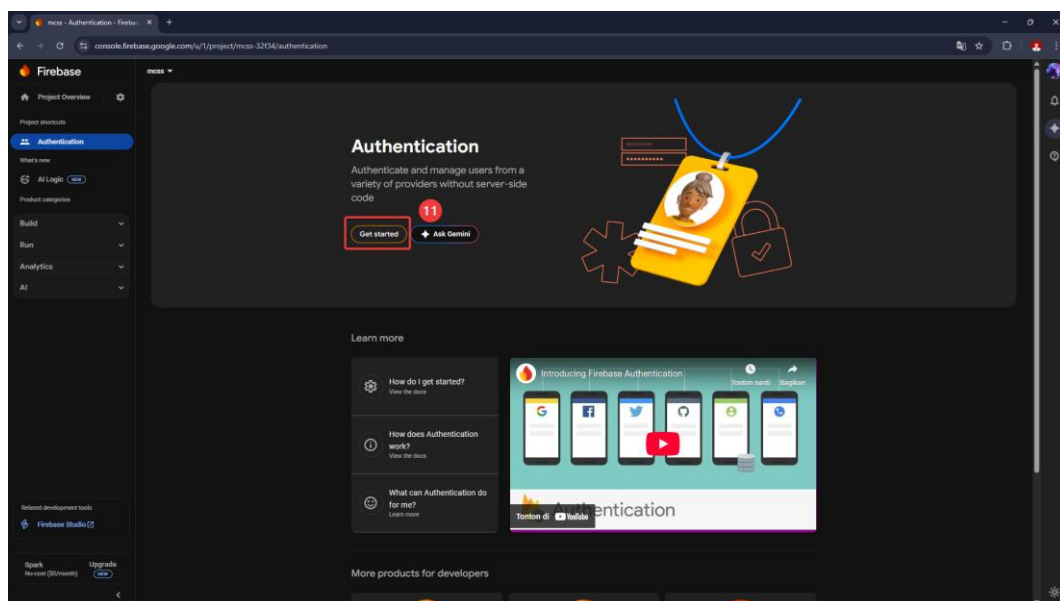 mcss - Authentication - Fireba
console.firebase.google.com/u/1/project/mcss-32f34/authentication
Firebase
mcss
Project Overview
Project shortcuts
Authentication
What's new
AI Logic
NEW
Product categories
Build
Run
Analytics
AI
Related development tools
Firebase Studio
Spark
No-cost ($0/month)
Upgrade
NEW
Authentication
Authenticate and manage users from a
variety of providers without server-side
code
11
Get started
Ask Gemini
Learn more
How do I get started?
View the docs
How does Authentication
work?
View the docs
What can Authentication do
for me?
Learn more
Introducing Firebase Authentication
Tonton nanti
Bagikan
Authentication
Tonton di YouTube
More products for developers